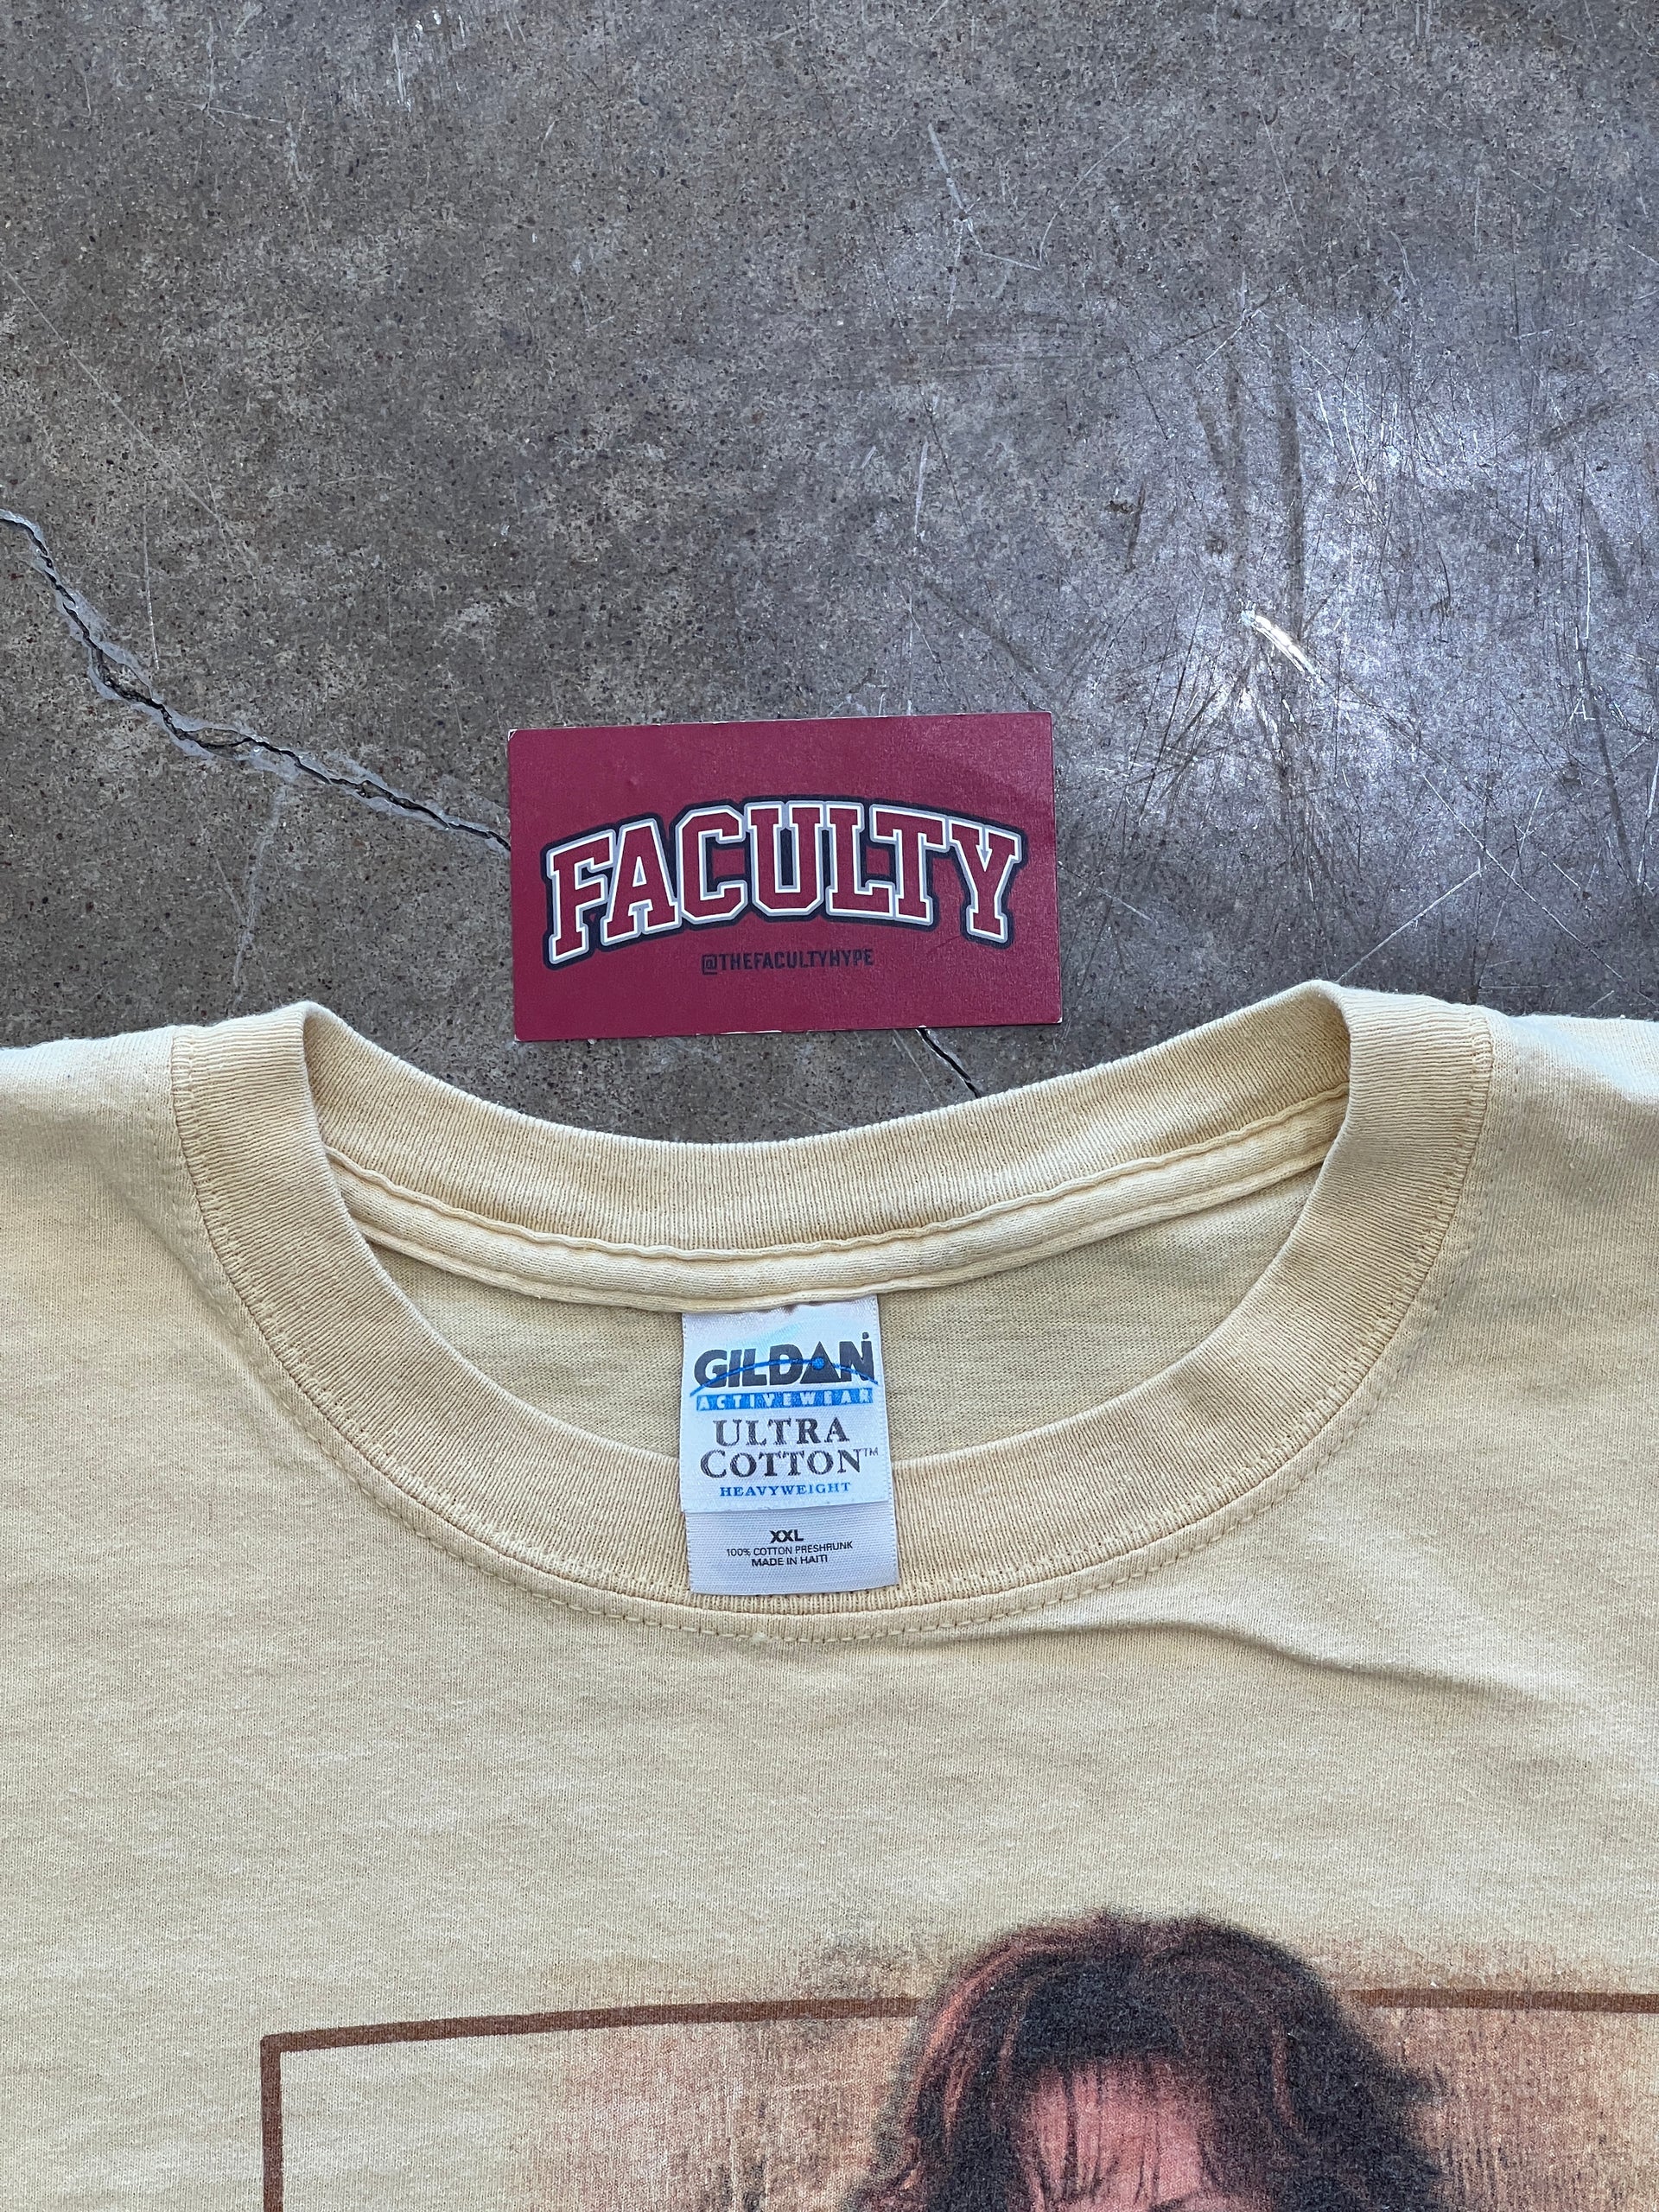 FACULTY
@THEFACULTYHYPE
GILDAN®
ACTIVEWEAR
ULTRA
COTTON™
HEAVYWEIGHT
XXL
100% COTTON PRESHRUNK
MADE IN HAITI